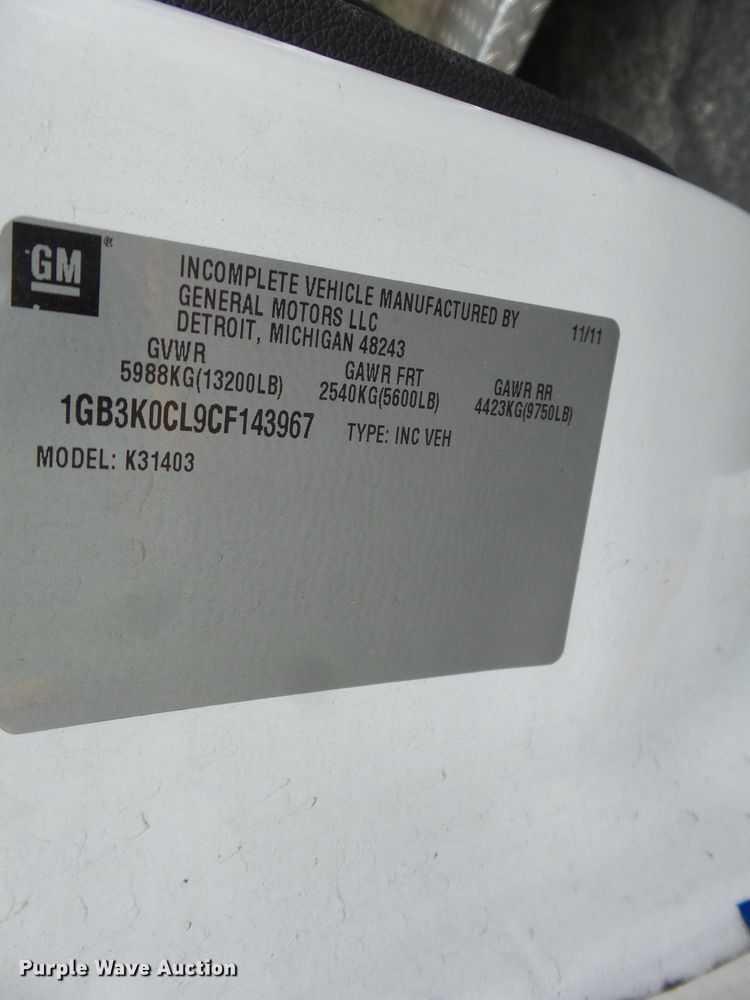 GM®
INCOMPLETE VEHICLE MANUFACTURED BY
GENERAL MOTORS LLC
DETROIT, MICHIGAN 48243
11/11
GVWR
5988KG(13200LB)
GAWR FRT
2540KG(5600LB)
GAWR RR
4423KG(9750LB)
1GB3K0CL9CF143967
TYPE: INC VEH
MODEL: K31403
Purple Wave Auction